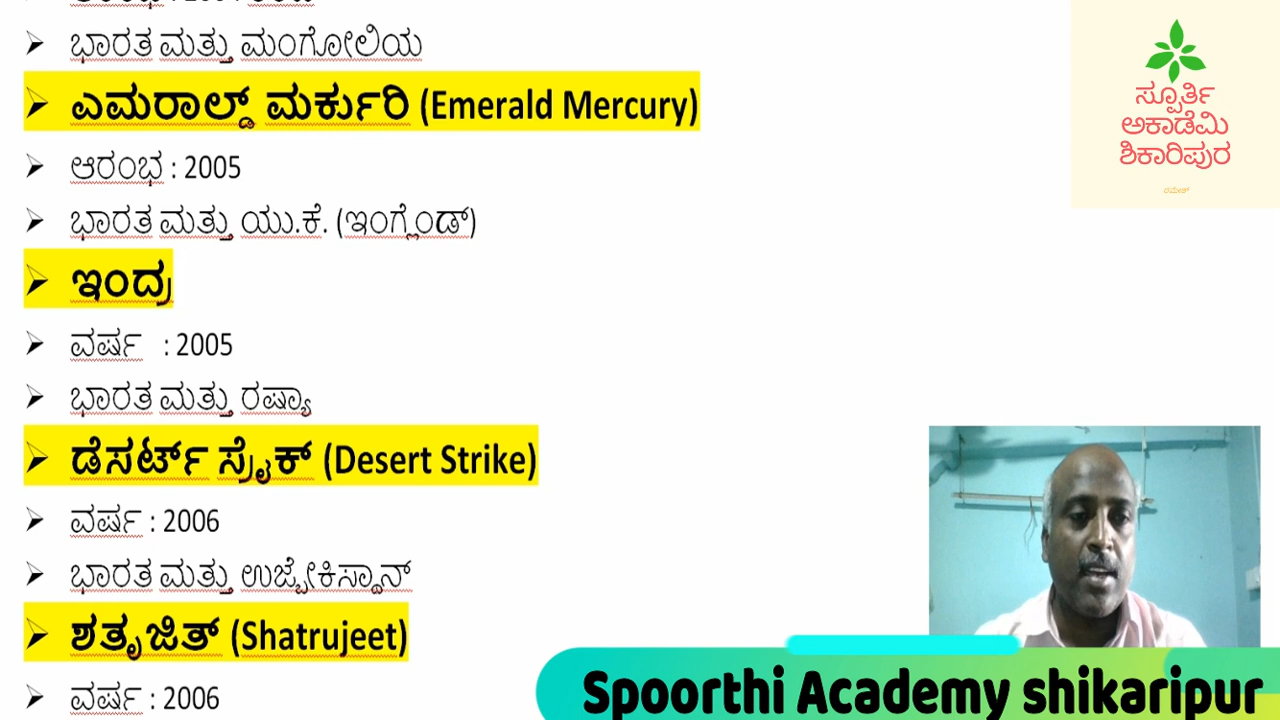 ಭಾರತ ಮತ್ತು ಮಂಗೋಲಿಯ
ಎಮರಾಲ್ಡ್ ಮರ್ಕುರಿ (Emerald Mercury)
ಆರಂಭ : 2005
ಭಾರತ ಮತ್ತು ಯು.ಕೆ. (ಇಂಗ್ಲೆಂಡ್)
ಇಂದ್ರ
ವರ್ಷ : 2005
ಭಾರತ ಮತ್ತು ರಷ್ಯಾ
ಡೆಸರ್ಟ್ ಸ್ರೈಕ್ (Desert Strike)
ವರ್ಷ : 2006
ಭಾರತ ಮತ್ತು ಉಜ್ಬೇಕಿಸ್ಥಾನ್
ಶತೃಜಿತ್ (Shatrujeet)
ವರ್ಷ : 2006
ಸ್ಪೂರ್ತಿ
ಅಕಾಡೆಮಿ
ಶಿಕಾರಿಪುರ
ರಮೇಶ್
Spoorthi Academy shikaripur